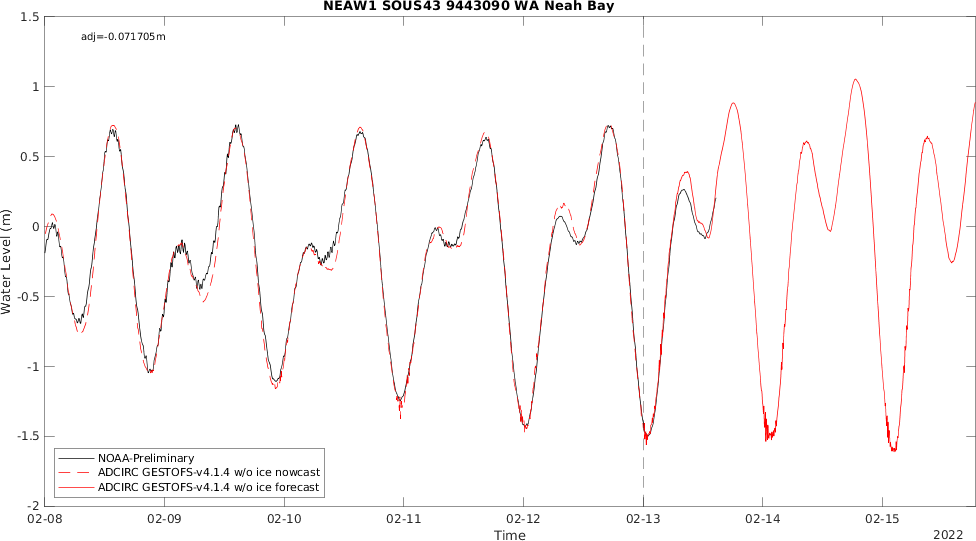 NEAW1 SOUS43 9443090 WA Neah Bay
adj=-0.071705m
1.5
1
0.5
0
-0.5
-1
-1.5
-2
Water Level (m)
NOAA-Preliminary
ADCIRC GESTOFS-v4.1.4 w/o ice nowcast
ADCIRC GESTOFS-v4.1.4 w/o ice forecast
02-08 02-09 02-10 02-11 02-12 02-13 02-14 02-15
Time
2022